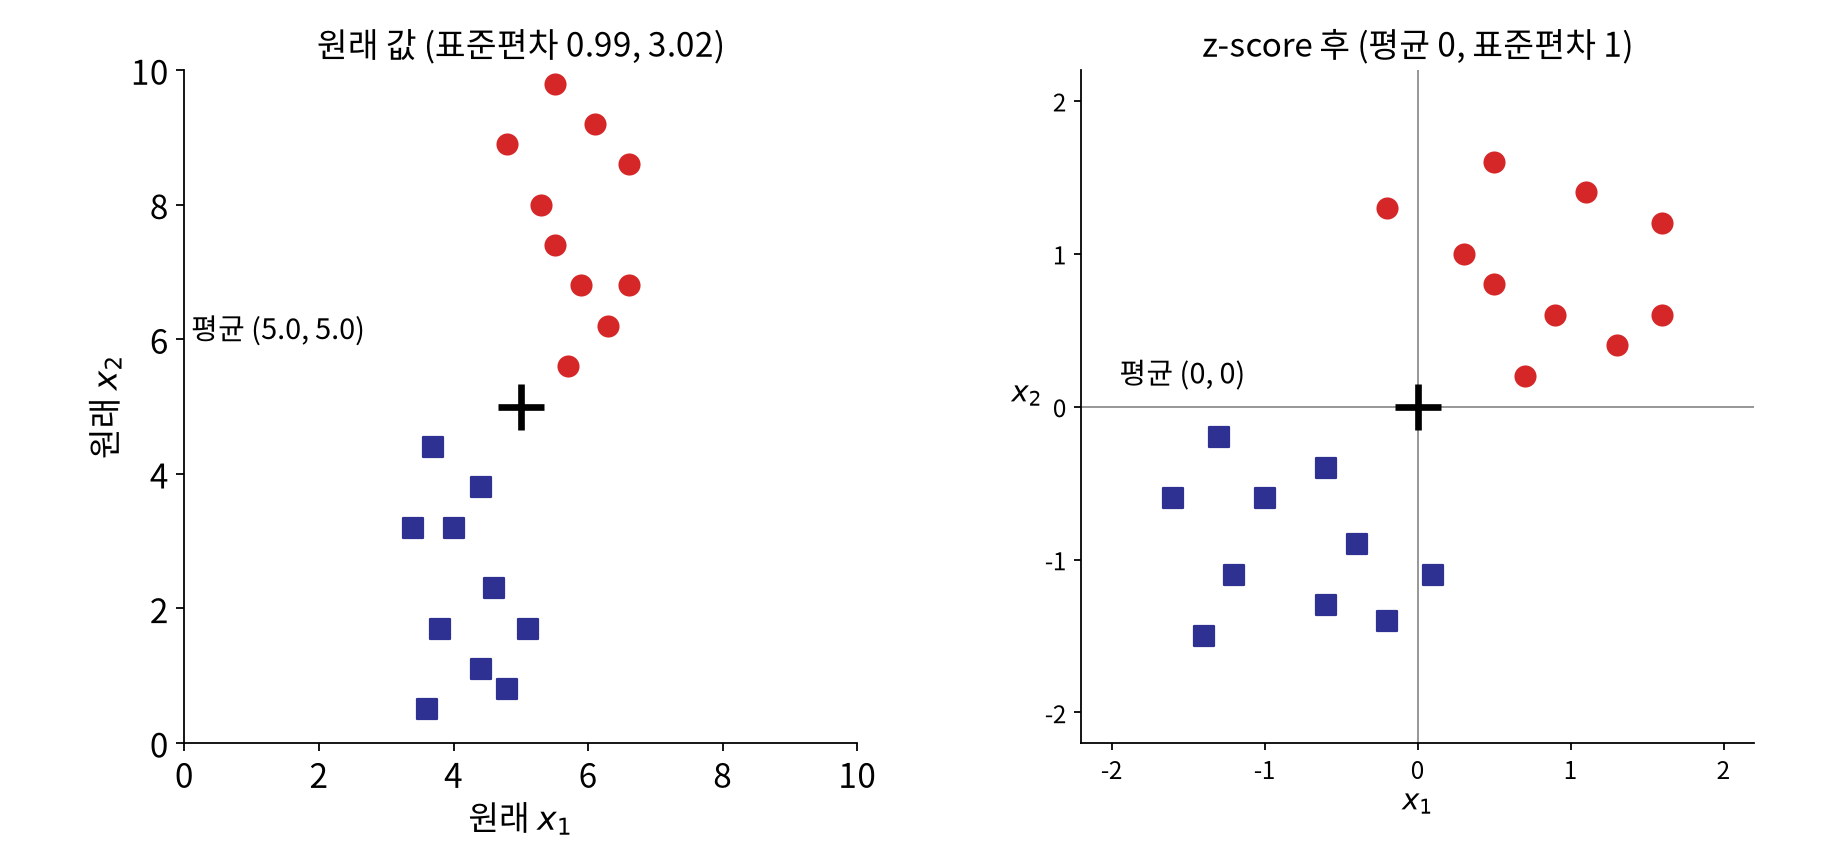 원래 값 (표준편차 0.99, 3.02)
10
8
6
4
2
0
평균 (5.0, 5.0)
원래 x₂
0 2 4 6 8 10
원래 x₁
z-score 후 (평균 0, 표준편차 1)
2
1
0
-1
-2
평균 (0, 0)
x₂
-2 -1 0 1 2
x₁